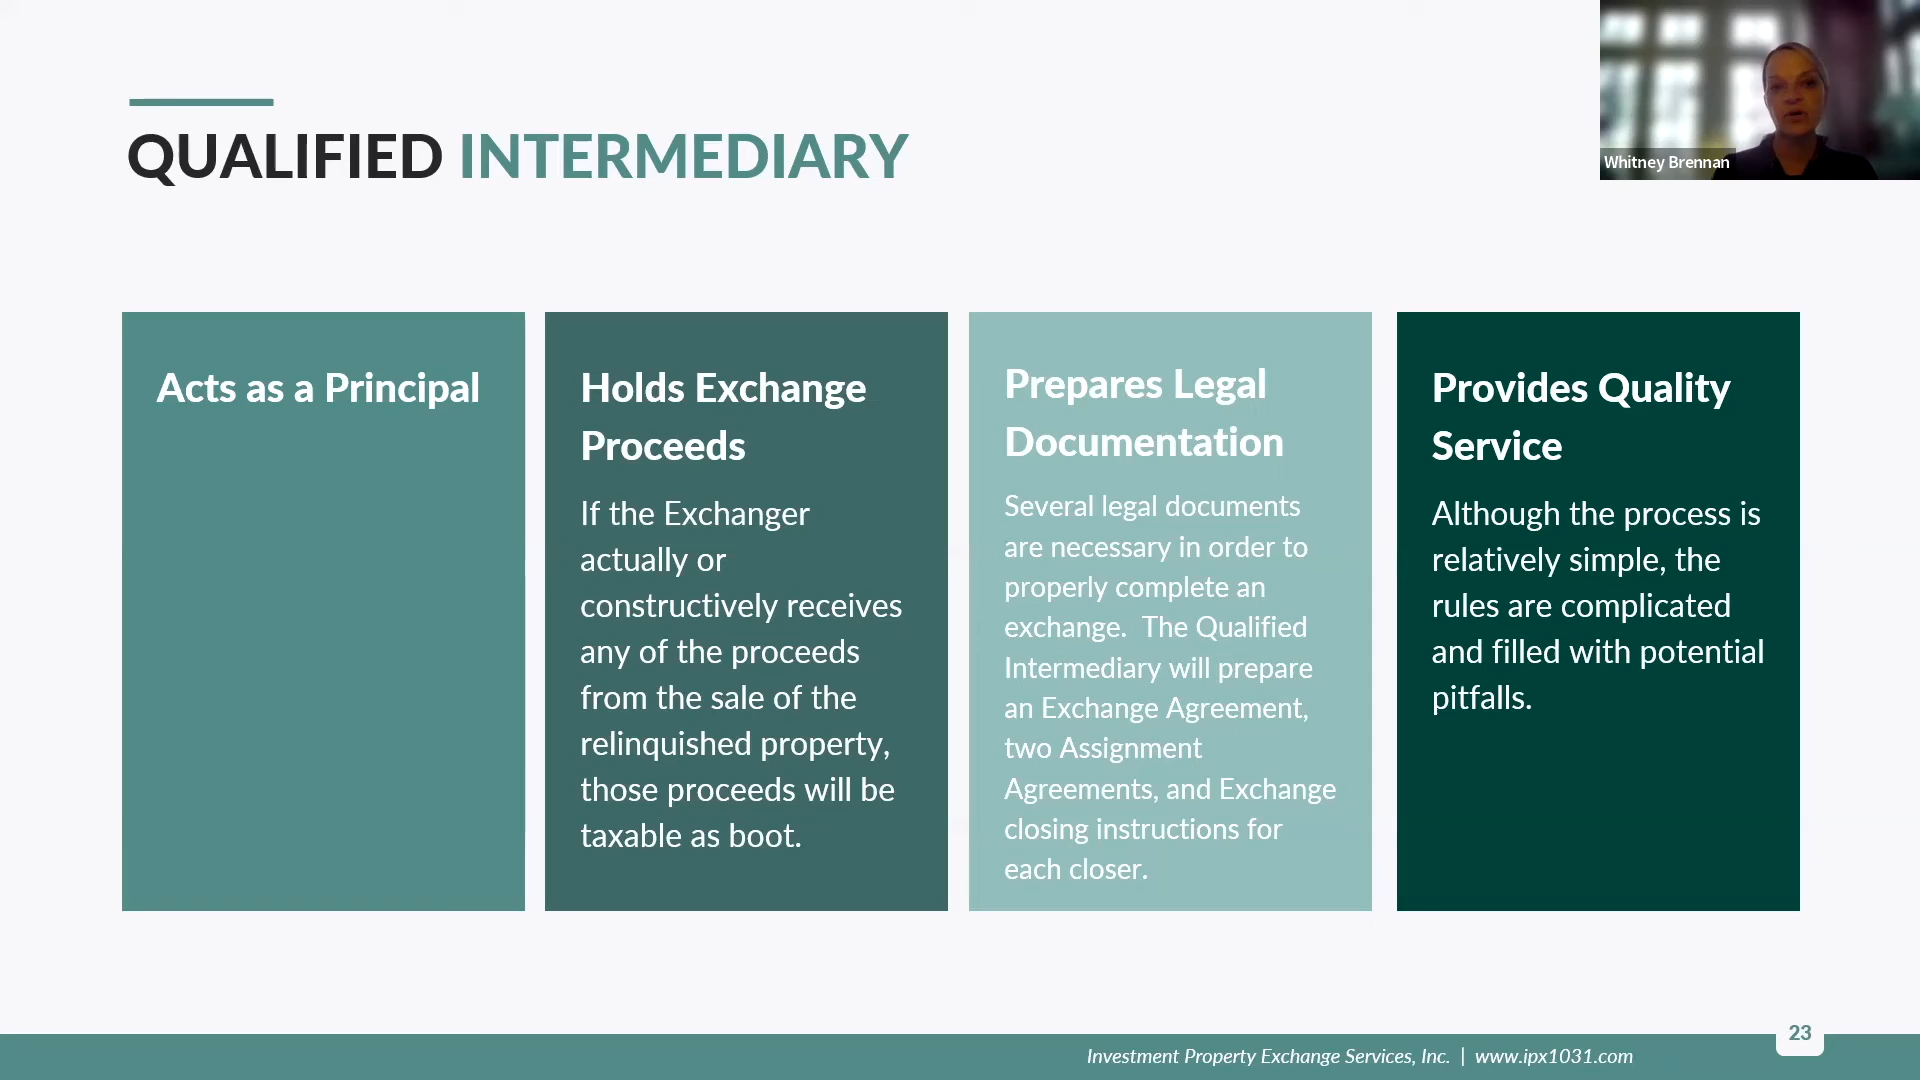 Whitney Brennan
QUALIFIED INTERMEDIARY
Acts as a Principal
Holds Exchange
Proceeds
If the Exchanger
actually or
constructively receives
any of the proceeds
from the sale of the
relinquished property,
those proceeds will be
taxable as boot.
Prepares Legal
Documentation
Several legal documents
are necessary in order to
properly complete an
exchange.  The Qualified
Intermediary will prepare
an Exchange Agreement,
two Assignment
Agreements, and Exchange
closing instructions for
each closer.
Provides Quality
Service
Although the process is
relatively simple, the
rules are complicated
and filled with potential
pitfalls.
23
Investment Property Exchange Services, Inc. | www.ipx1031.com